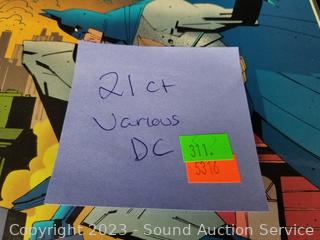 21 ct
Various
DC
311.
5316
Copyright 2023 - Sound Auction Service